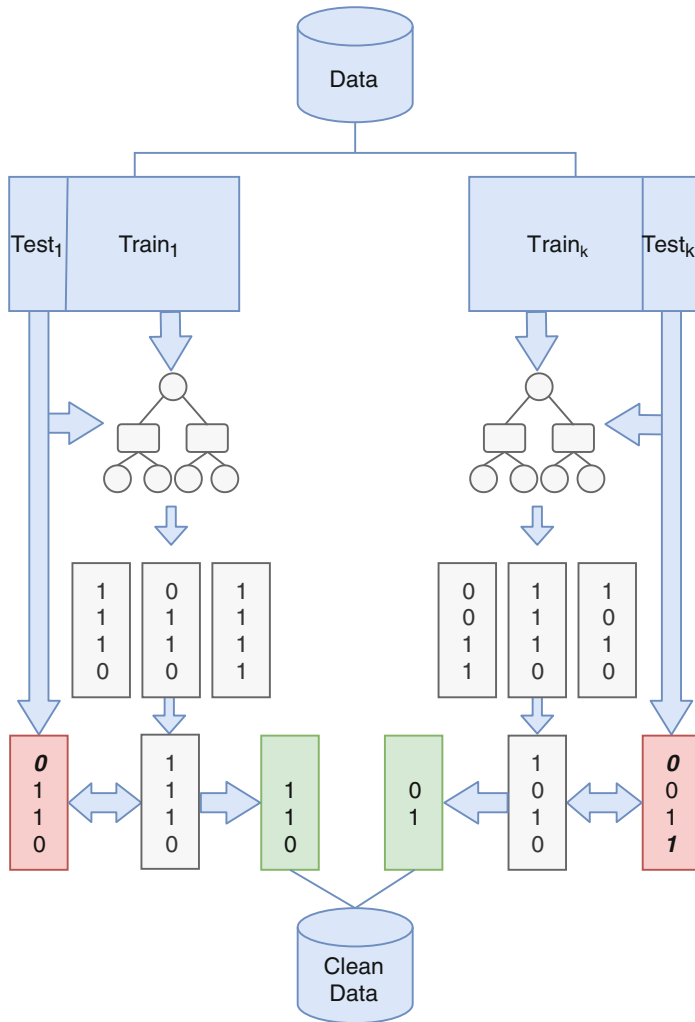 Data
Test₁ Train₁ Trainₖ Testₖ
1 0 1 0 1 1
1 1 1 0 1 0
1 1 1 1 1 1
0 0 1 1 0 0
0 1 1 0
1 1 1 0 0 0
1 1 1 1 1 1
0 0 0 0 1
Clean
Data